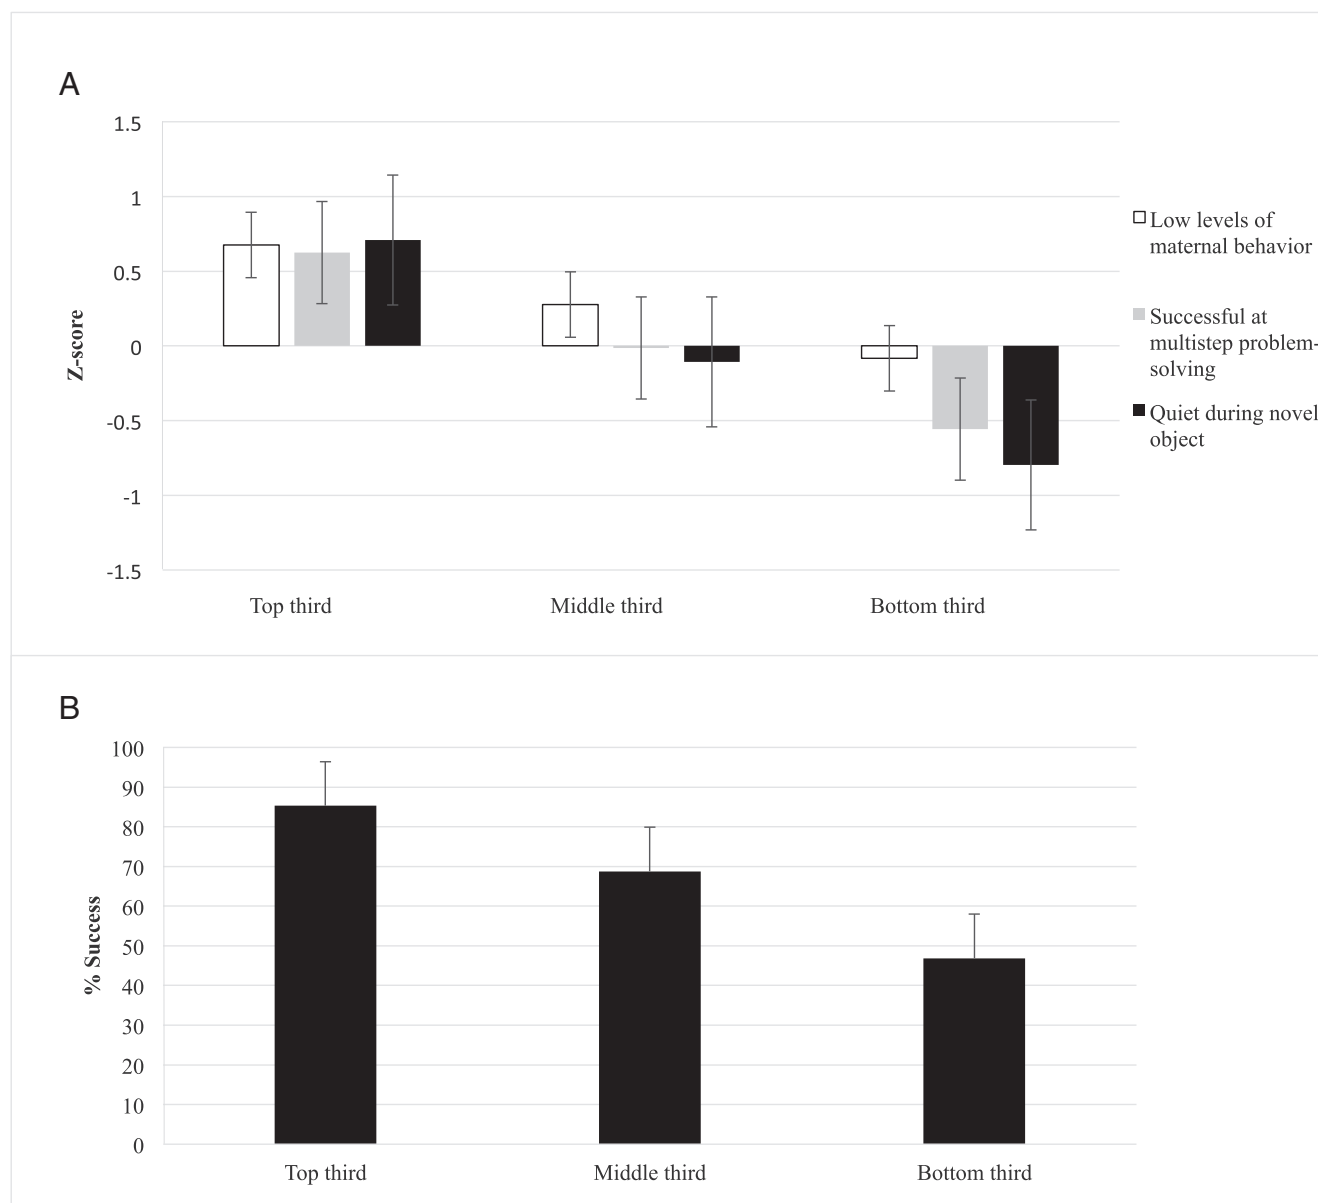 A
1.5
1
0.5
0
-0.5
-1
-1.5
Z-score
Top third
Middle third
Bottom third
Low levels of
maternal behavior
Successful at
multistep problem-
solving
Quiet during novel
object
B
100
90
80
70
60
50
40
30
20
10
0
% Success
Top third
Middle third
Bottom third